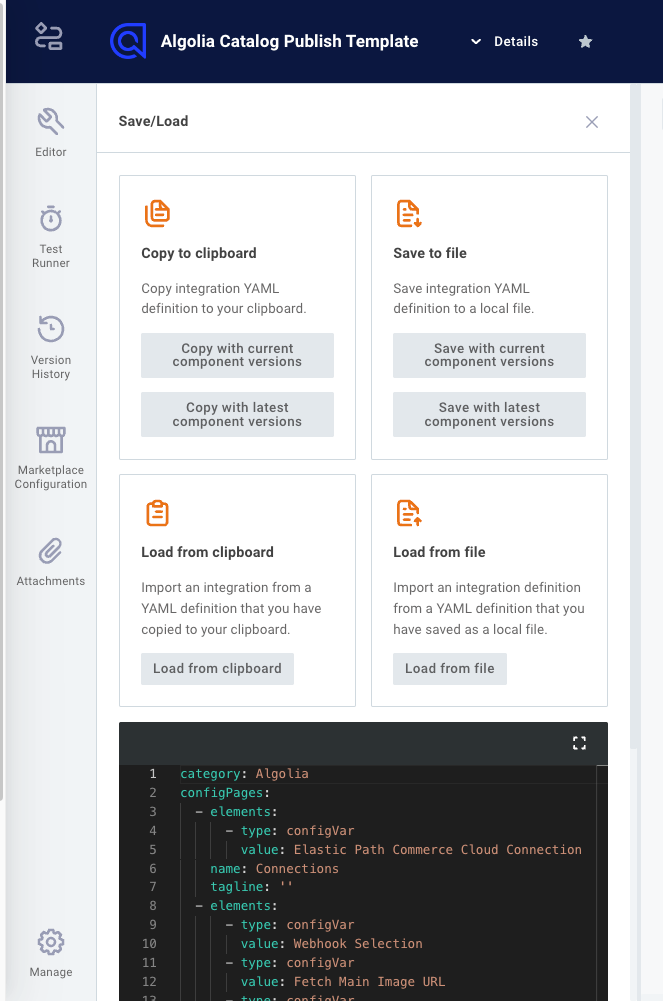 Algolia Catalog Publish Template
Details
Save/Load
Editor
Test
Runner
Version
History
Marketplace
Configuration
Attachments
Manage
Copy to clipboard
Copy integration YAML
definition to your clipboard.
Copy with current
component versions
Copy with latest
component versions
Save to file
Save integration YAML
definition to a local file.
Save with current
component versions
Save with latest
component versions
Load from clipboard
Import an integration from a
YAML definition that you have
copied to your clipboard.
Load from clipboard
Load from file
Import an integration definition
from a YAML definition that you
have saved as a local file.
Load from file
1 category: Algolia
2 configPages:
3 - elements:
4 - type: configVar
5 value: Elastic Path Commerce Cloud Connection
6 name: Connections
7 tagline: ''
8 - elements:
9 - type: configVar
10 value: Webhook Selection
11 - type: configVar
12 value: Fetch Main Image URL
13 - type: configVar